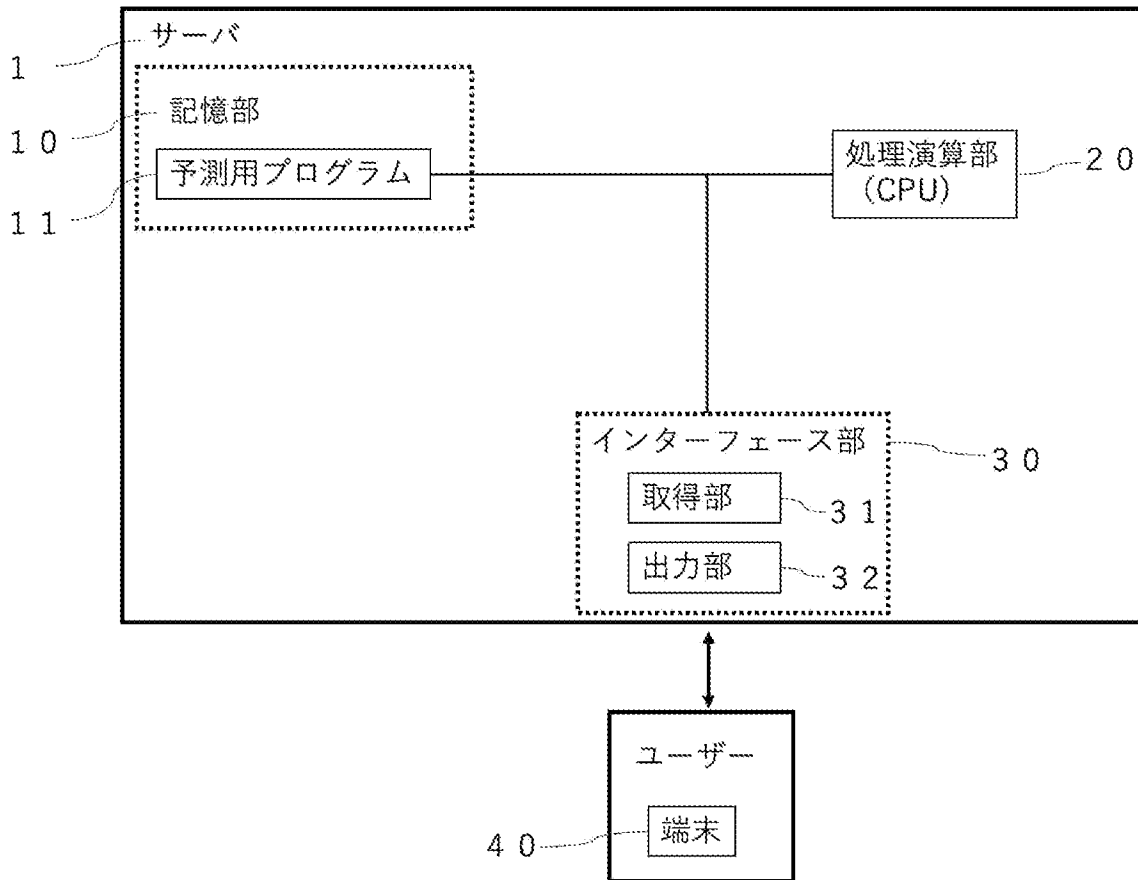 サーバ
1
記憶部
10
予測用プログラム
11
処理演算部
(CPU)
20
インターフェース部
30
取得部
31
出力部
32
ユーザー
端末
40